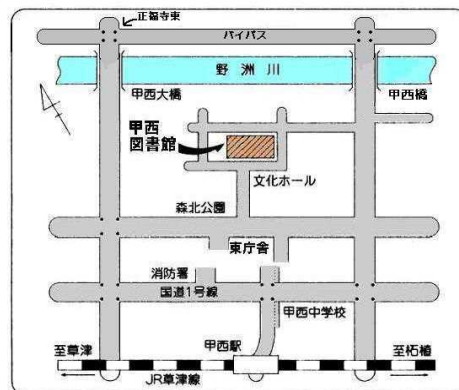 正福寺東
バイパス
野洲川
甲西大橋
甲西橋
甲西
図書館
文化ホール
森北公園
東庁舎
消防署
国道1号線
甲西中学校
甲西駅
至草津
至柘植
JR草津線